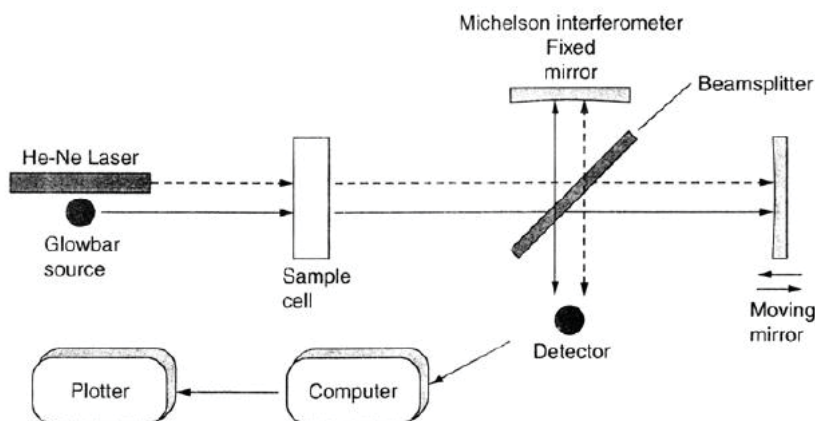 Michelson interferometer
Fixed
mirror
Beamsplitter
He-Ne Laser
Glowbar
source
Sample
cell
Moving
mirror
Detector
Plotter
Computer